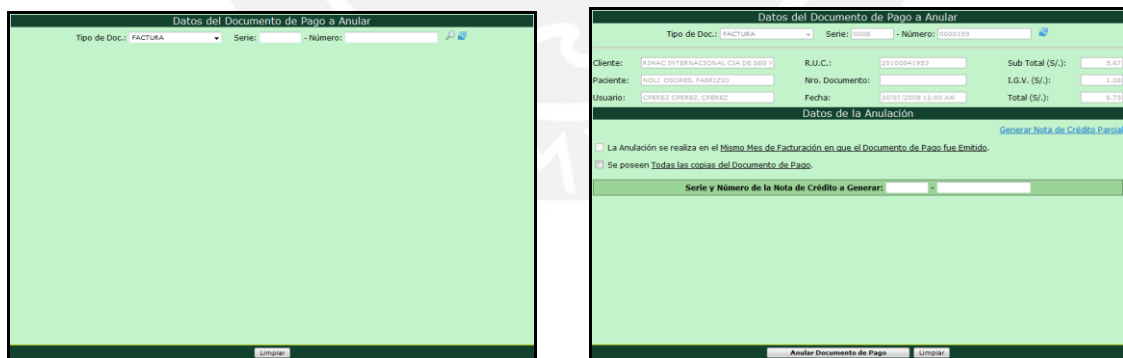 Datos del Documento de Pago a Anular
Tipo de Doc.: FACTURA Serie: - Número:
Limpiar
Datos del Documento de Pago a Anular
Tipo de Doc.: FACTURA Serie: 0008 - Número: 0000159
Cliente: RIMAC INTERNACIONAL CIA DE SEG Y R.U.C.: 20100041953 Sub Total (S/.): 5.67
Paciente: NOLI OSORES, FABRIZIO Nro. Documento: I.G.V. (S/.): 1.08
Usuario: CPEREZ CPEREZ, CPEREZ Fecha: 30/07/2008 12:00 AM Total (S/.): 6.75
Datos de la Anulación
Generar Nota de Crédito Parcial
La Anulación se realiza en el Mismo Mes de Facturación en que el Documento de Pago fue Emitido.
Se poseen Todas las copias del Documento de Pago.
Serie y Número de la Nota de Crédito a Generar: -
Anular Documento de Pago Limpiar